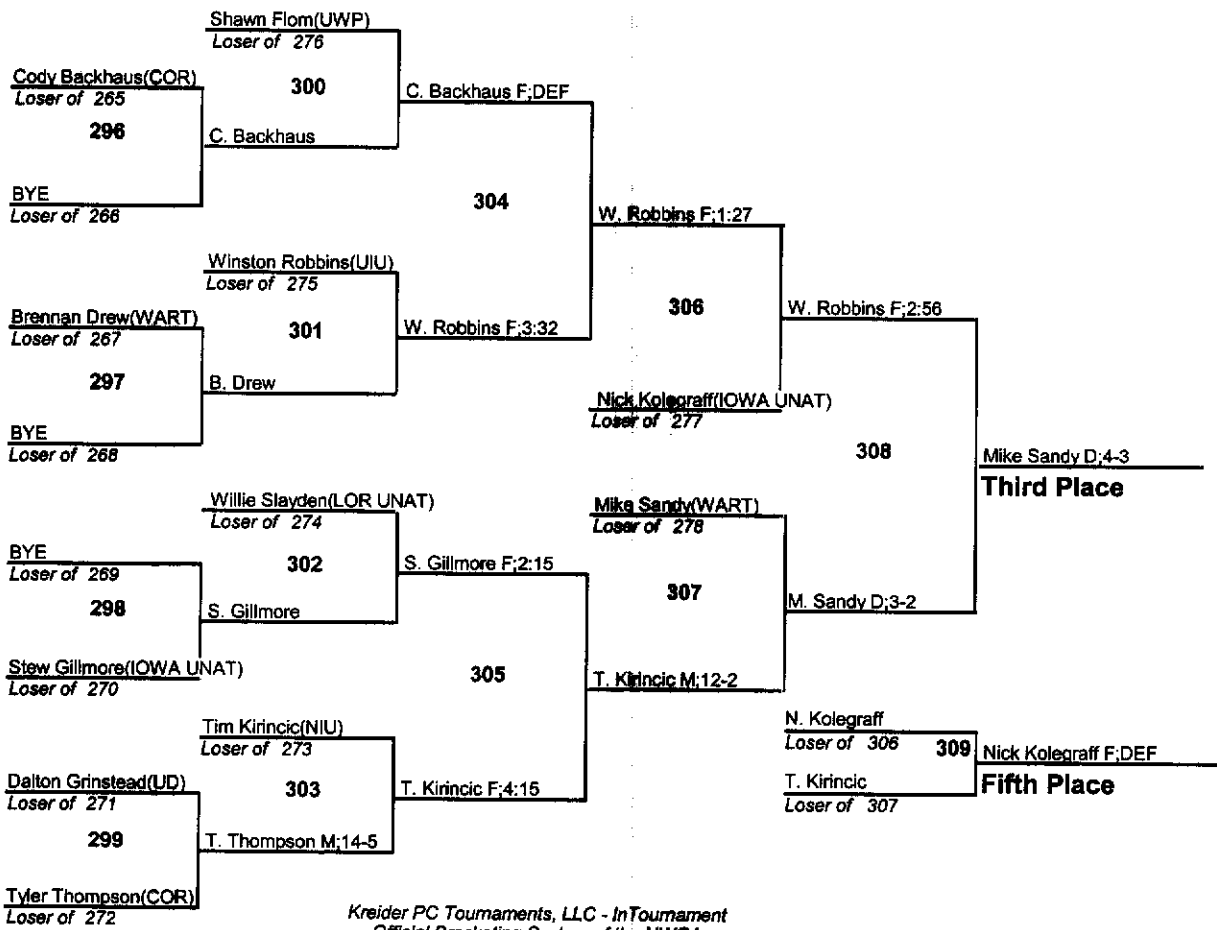 Shawn Flom(UWP)
Loser of 276
Cody Backhaus(COR)
Loser of 265
300
C. Backhaus F;DEF
296
C. Backhaus
BYE
Loser of 266
304
W. Robbins F;1:27
Winston Robbins(UIU)
Loser of 275
Brennan Drew(WART)
Loser of 267
301
W. Robbins F;3:32
306
W. Robbins F;2:56
297
B. Drew
Nick Kolegraff(IOWA UNAT)
Loser of 277
BYE
Loser of 268
308
Mike Sandy D;4-3
Third Place
Willie Slayden(LOR UNAT)
Loser of 274
Mike Sandy(WART)
Loser of 278
BYE
Loser of 269
302
S. Gillmore F;2:15
307
298
S. Gillmore
M. Sandy D;3-2
Stew Gillmore(IOWA UNAT)
Loser of 270
305
T. Kirincic M;12-2
Tim Kirincic(NIU)
Loser of 273
N. Kolegraff
Loser of 306
309
Nick Kolegraff F;DEF
Fifth Place
Dalton Grinstead(UD)
Loser of 271
303
T. Kirincic F;4:15
T. Kirincic
Loser of 307
299
T. Thompson M;14-5
Tyler Thompson(COR)
Loser of 272
Kreider PC Tournaments, LLC - InTournament